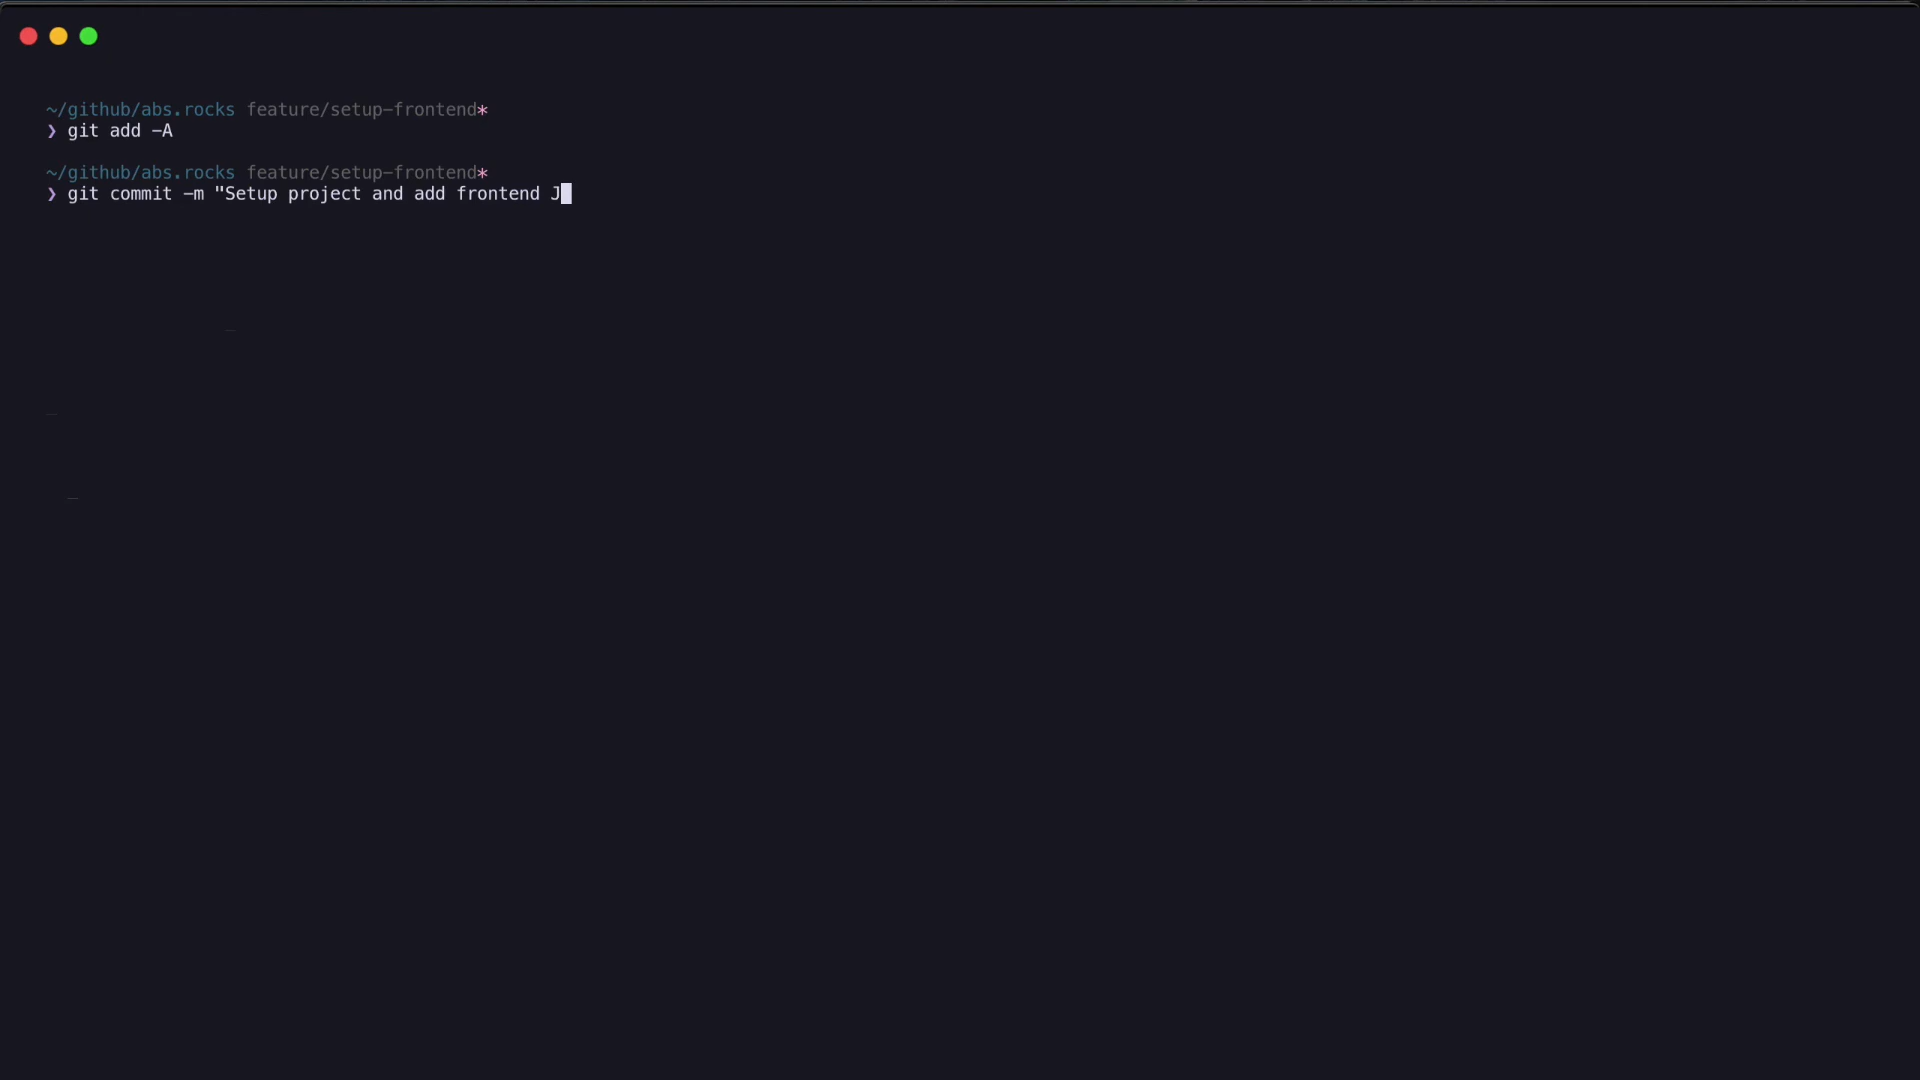 ~/github/abs.rocks feature/setup-frontend*
❯ git add -A
~/github/abs.rocks feature/setup-frontend*
❯ git commit -m "Setup project and add frontend J